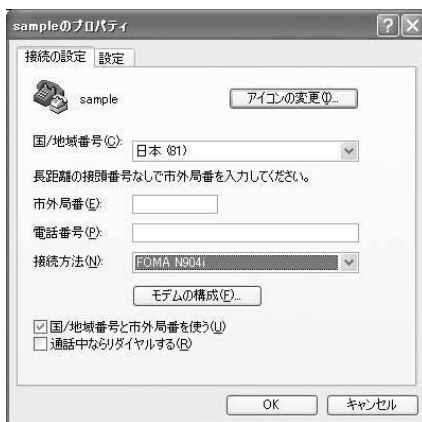 sampleのプロパティ
接続の設定 設定
sample アイコンの変更(I)...
国/地域番号(C): 日本 (81)
長距離の接頭番号なしで市外局番を入力してください。
市外局番(E):
電話番号(P):
接続方法(N): FOMA N904i
モデムの構成(F)...
国/地域番号と市外局番を使う(U)
通話中ならリダイヤルする(R)
OK キャンセル